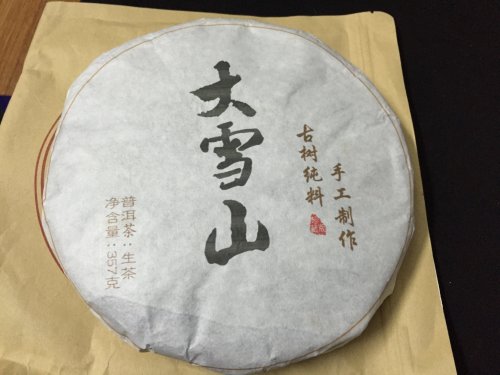 大雪山
手工制作
古树纯料
普洱茶：生茶
净含量：357克